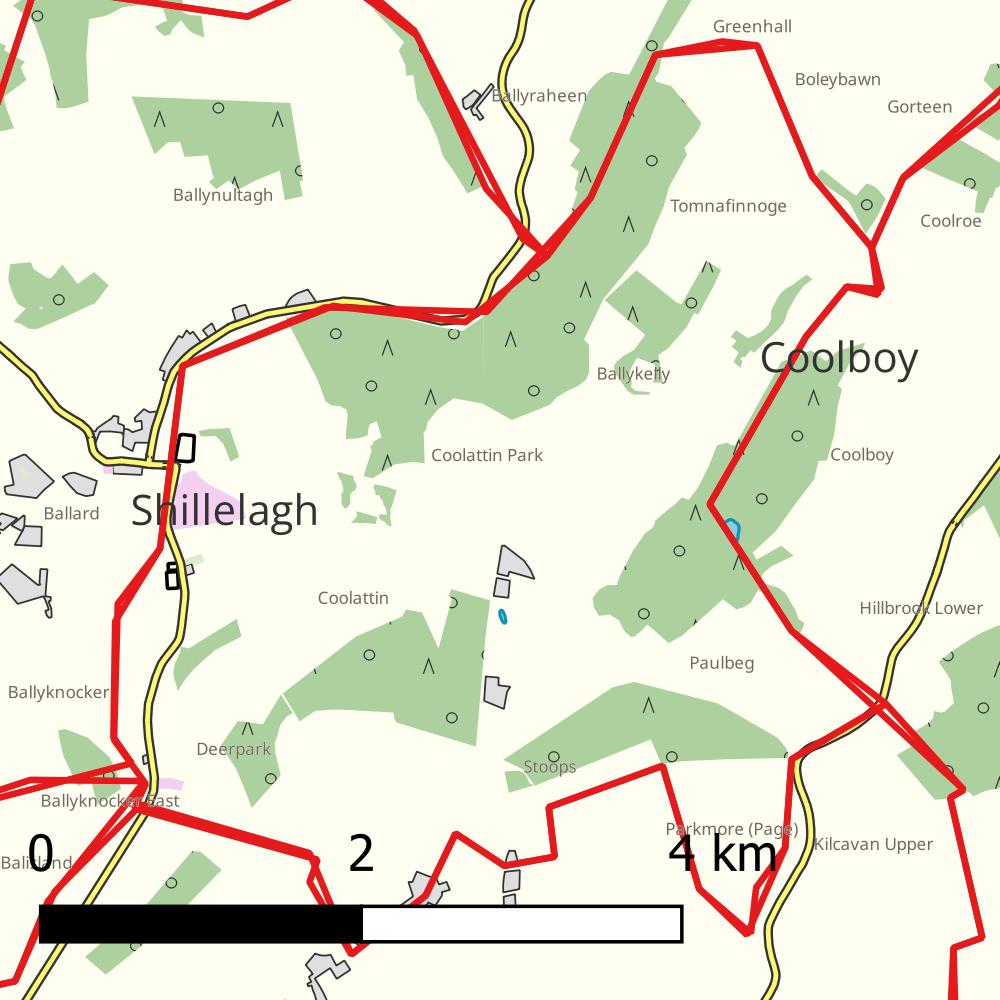 Greenhall
Boleybawn
Ballyraheen
Gorteen
Ballynultagh
Tomnafinnoge
Coolroe
Coolboy
Ballykelly
Coolattin Park
Coolboy
Shillelagh
Ballard
Coolattin
Hillbrook Lower
Paulbeg
Ballyknocker
Deerpark
Stoops
Ballyknocker East
Parkmore (Page)
Kilcavan Upper
Balisland
0 2 4 km